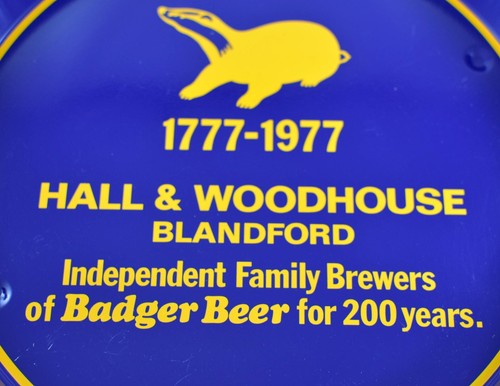 1777-1977
HALL & WOODHOUSE
BLANDFORD
Independent Family Brewers
of Badger Beer for 200 years.